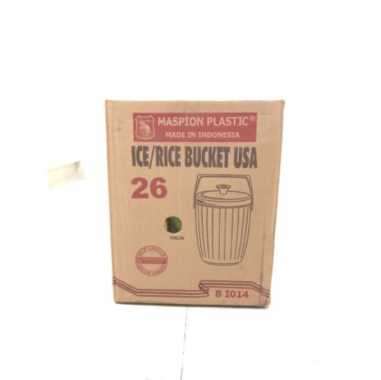 MASPION PLASTIC®
MADE IN INDONESIA
ICE/RICE BUCKET USA
26
B 1014